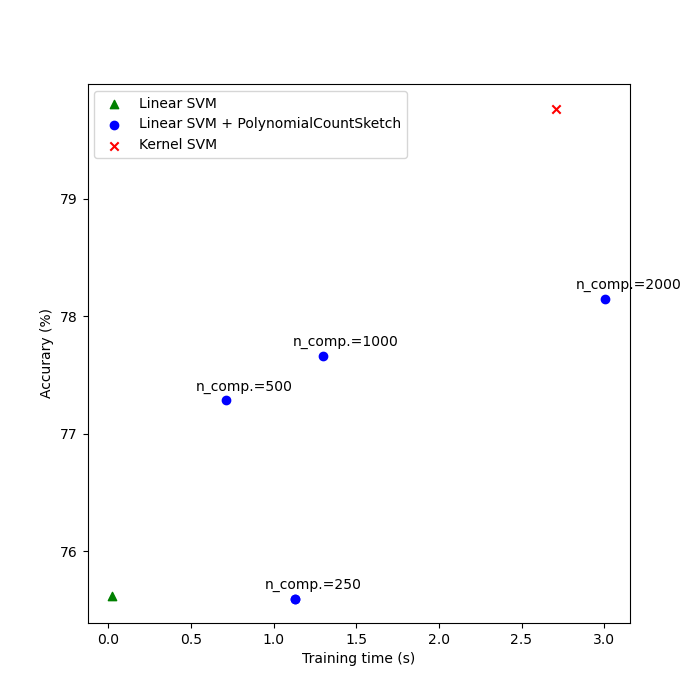 Linear SVM
Linear SVM + PolynomialCountSketch
Kernel SVM
79
n_comp.=2000
78
n_comp.=1000
n_comp.=500
77
76
n_comp.=250
Accurary (%)
0.0 0.5 1.0 1.5 2.0 2.5 3.0
Training time (s)